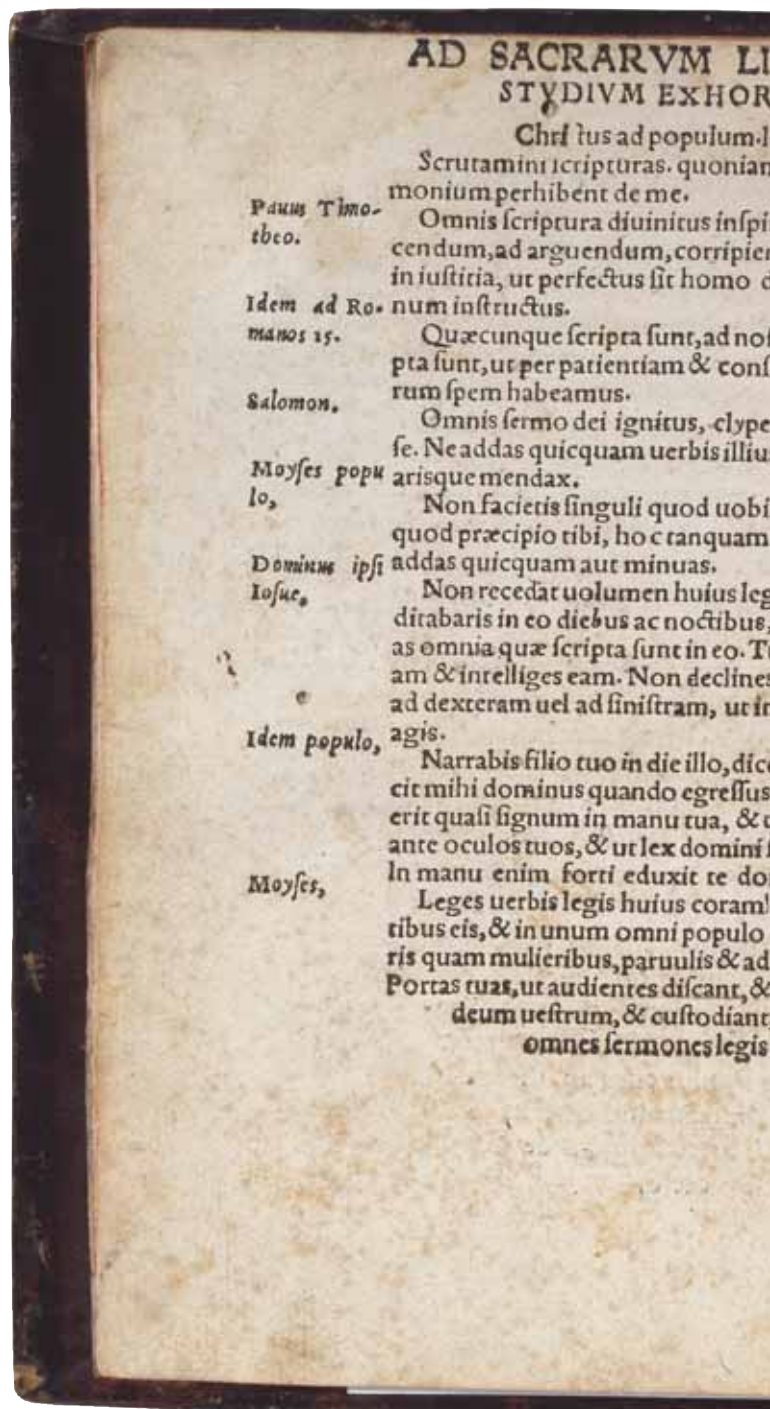 AD SACRARVM LI
STVDIVM EXHOR
Chriſtus ad populum.
Scrutamini ſcripturas. quoniam
monium perhibent de me.
Paulus Timo-
theo.
Omnis ſcriptura diuinitus inſpi
cendum, ad arguendum, corripien
in iuſtitia, ut perfectus ſit homo d
Idem ad Ro-
manos 15.
num inſtructus.
Quæcunque ſcripta ſunt, ad noſ
pta ſunt, ut per patientiam & conſ
rum ſpem habeamus.
Salomon.
Omnis ſermo dei ignitus, clype
ſe. Ne addas quicquam uerbis illius
arisque mendax.
Moyſes popu
lo,
Non facietis ſinguli quod uobi
quod præcipio tibi, hoc tanquam
addas quicquam aut minuas.
Dominus ipſi
Ioſue,
Non recedat uolumen huius leg
ditabaris in eo diebus ac noctibus,
as omnia quæ ſcripta ſunt in eo. Tu
am & intelliges eam. Non declines
ad dexteram uel ad ſiniſtram, ut in
agis.
Idem populo,
Narrabis filio tuo in die illo, dice
cit mihi dominus quando egreſſus
erit quaſi ſignum in manu tua, &
ante oculos tuos, & ut lex domini ſ
In manu enim forti eduxit te do
Moyſes,
Leges uerbis legis huius coram
tibus eis, & in unum omni populo
ris quam mulieribus, paruulis & ad
Portas tuas, ut audientes diſcant, &
deum ueſtrum, & cuſtodiant,
omnes ſermones legis